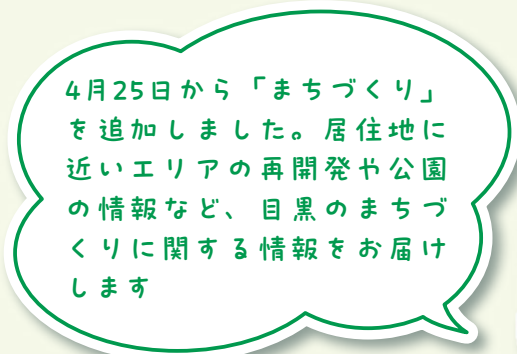 4月25日から「まちづくり」
を追加しました。居住地に
近いエリアの再開発や公園
の情報など、目黒のまちづ
くりに関する情報をお届け
します